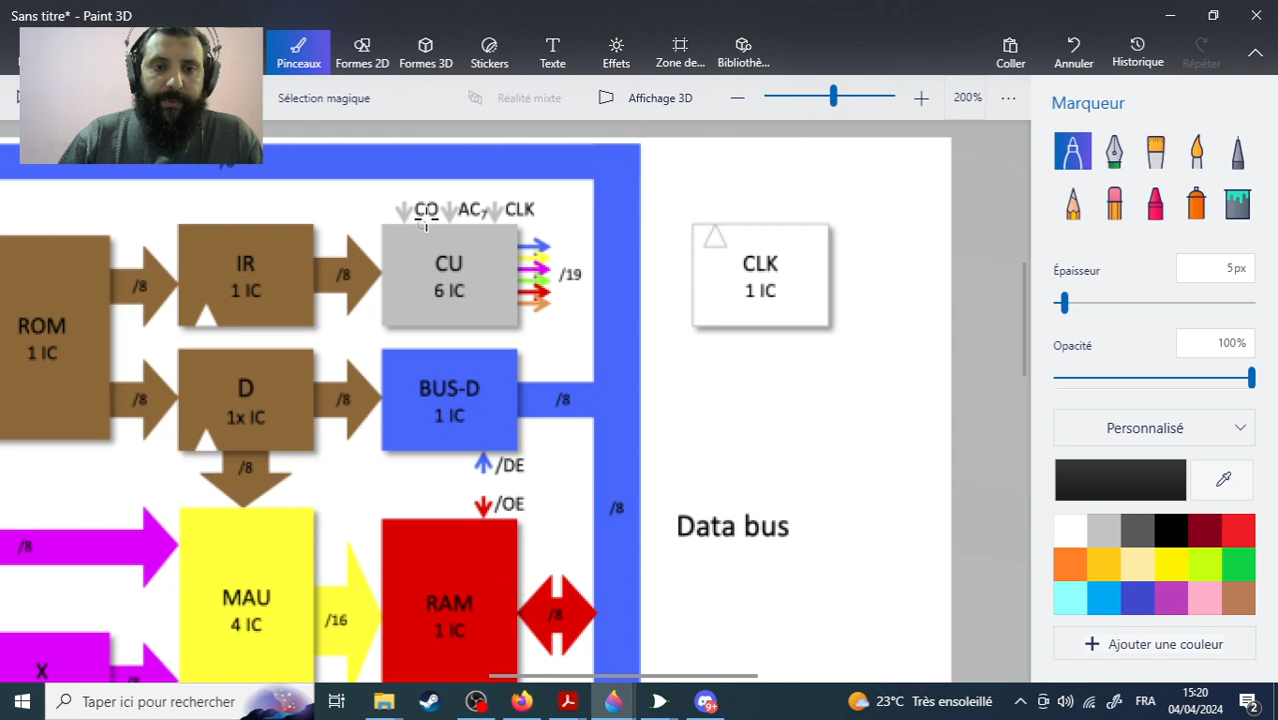 Sans titre* - Paint 3D
Pinceaux
Formes 2D
Formes 3D
Stickers
Texte
Effets
Zone de...
Bibliothè...
Coller
Annuler
Historique
Répéter
Sélection magique
Réalité mixte
Affichage 3D
200%
Marqueur
Épaisseur
5px
Opacité
100%
Personnalisé
Ajouter une couleur
/8
CO AC7 CLK
ROM
1 IC
/8
IR
1 IC
/8
CU
6 IC
/19
CLK
1 IC
/8
D
1x IC
/8
BUS-D
1 IC
/8
/8
/DE
/OE
/8
Data bus
/8
MAU
4 IC
/16
RAM
1 IC
/8
X
Taper ici pour rechercher
23°C Très ensoleillé
FRA
15:20
04/04/2024
2